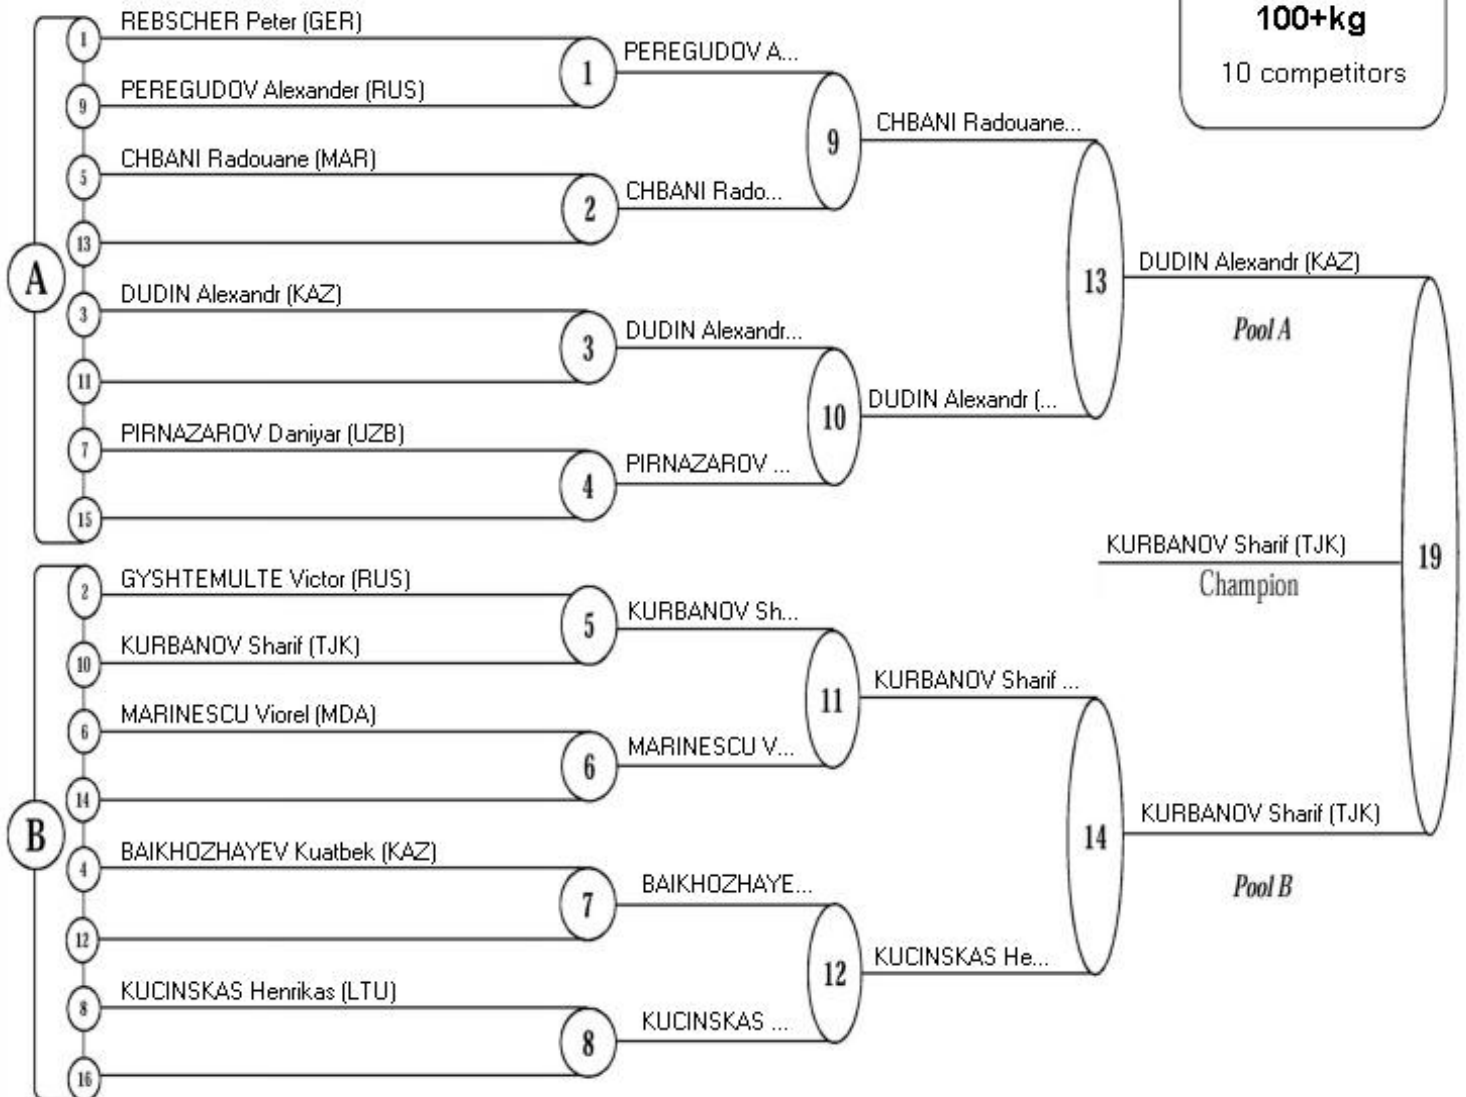 100+kg
10 competitors
A
1
REBSCHER Peter (GER)
9
PEREGUDOV Alexander (RUS)
1
PEREGUDOV A...
5
CHBANI Radouane (MAR)
13
2
CHBANI Rado...
9
CHBANI Radouane...
3
DUDIN Alexandr (KAZ)
11
3
DUDIN Alexandr...
7
PIRNAZAROV Daniyar (UZB)
15
4
PIRNAZAROV ...
10
DUDIN Alexandr (...
13
DUDIN Alexandr (KAZ)
Pool A
B
2
GYSHTEMULTE Victor (RUS)
10
KURBANOV Sharif (TJK)
5
KURBANOV Sh...
6
MARINESCU Viorel (MDA)
14
6
MARINESCU V...
11
KURBANOV Sharif ...
4
BAIKHOZHAYEV Kuatbek (KAZ)
12
7
BAIKHOZHAYE...
8
KUCINSKAS Henrikas (LTU)
16
8
KUCINSKAS ...
12
KUCINSKAS He...
14
KURBANOV Sharif (TJK)
Pool B
19
KURBANOV Sharif (TJK)
Champion